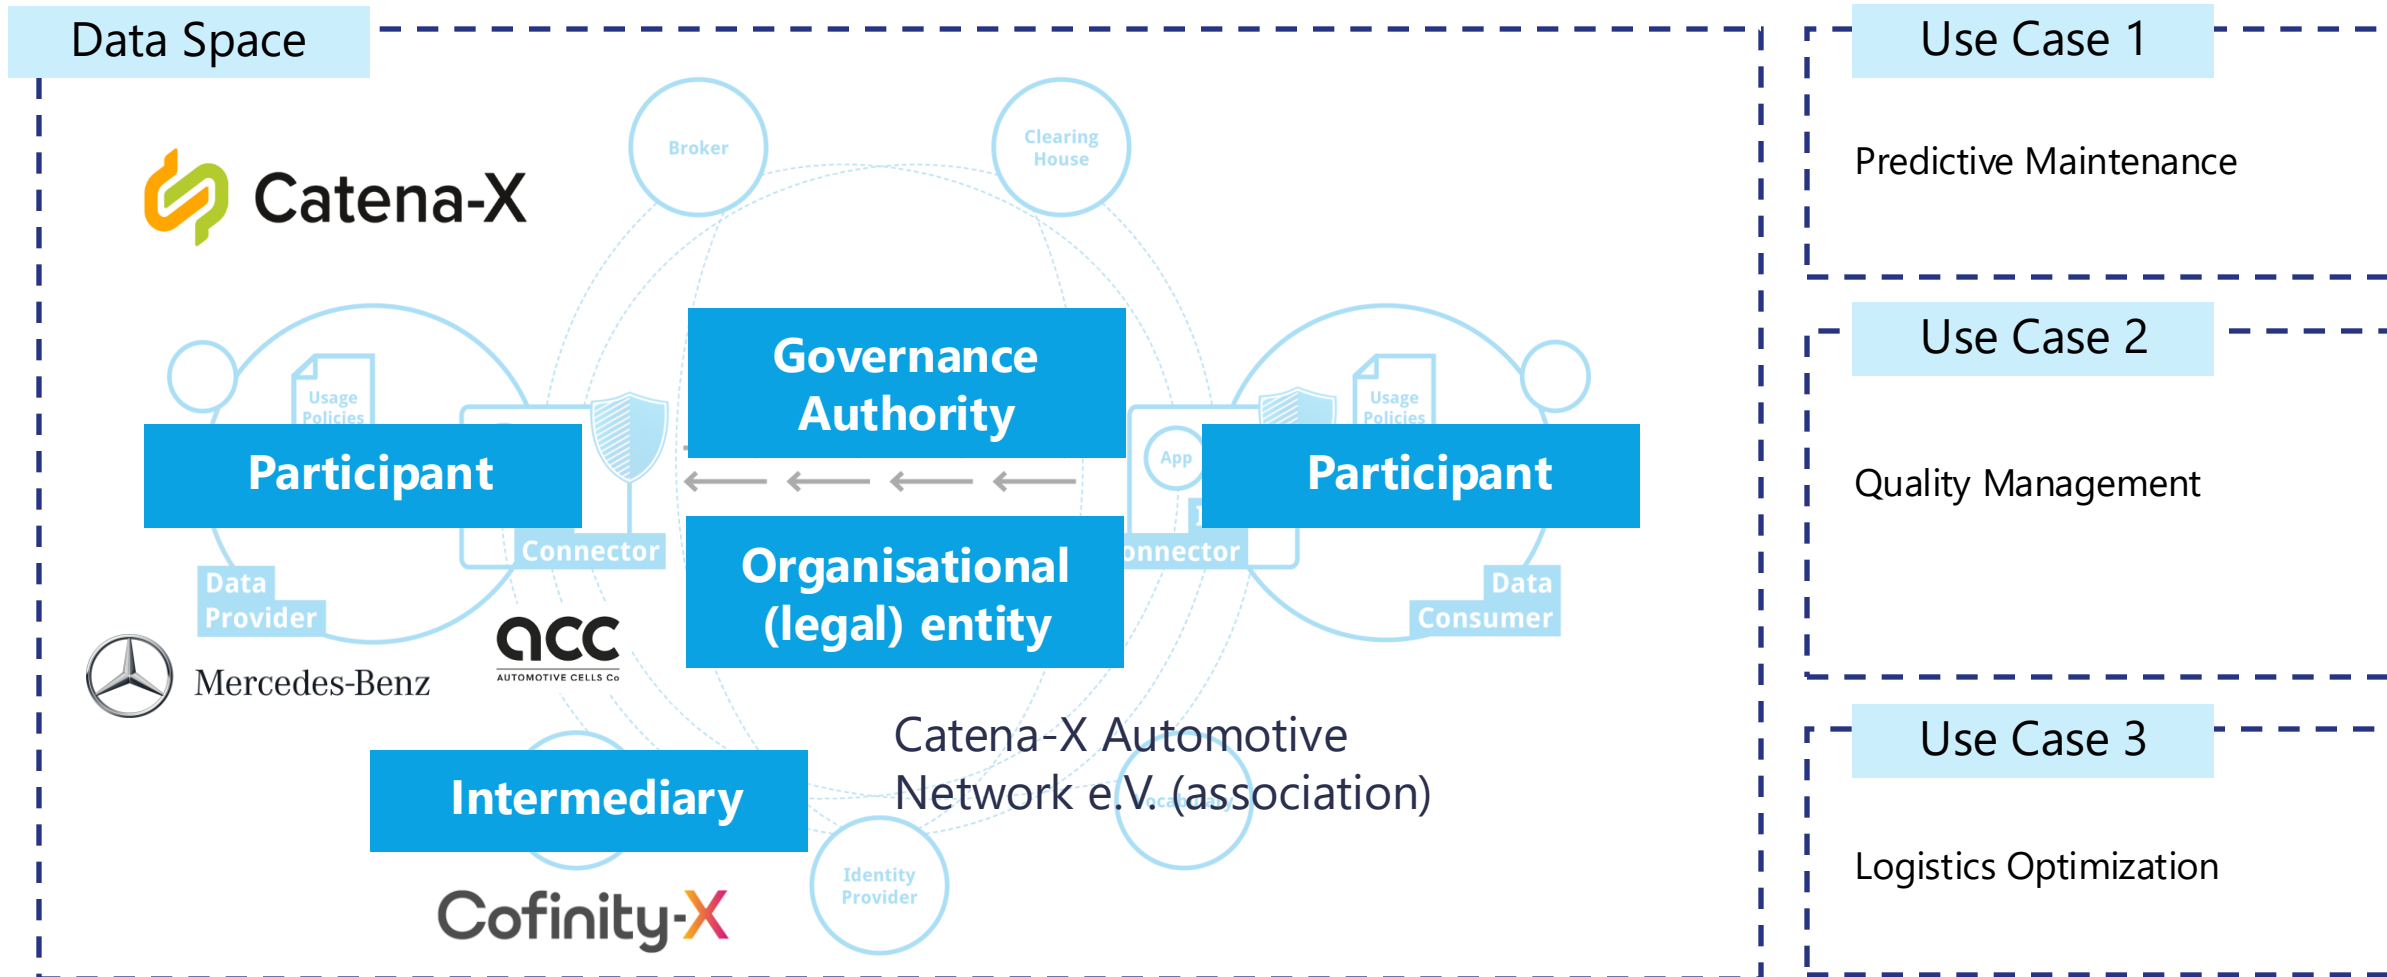 Data Space
Catena-X
Broker
Clearing
House
Usage
Policies
Usage
Policies
Governance
Authority
Participant
Participant
App
Connector
onnector
Organisational
(legal) entity
Data
Provider
Data
Consumer
acc
AUTOMOTIVE CELLS Co
Mercedes-Benz
Catena-X Automotive
Network e.V. (association)
Intermediary
Identity
Provider
Cofinity-X
Use Case 1
Predictive Maintenance
Use Case 2
Quality Management
Use Case 3
Logistics Optimization